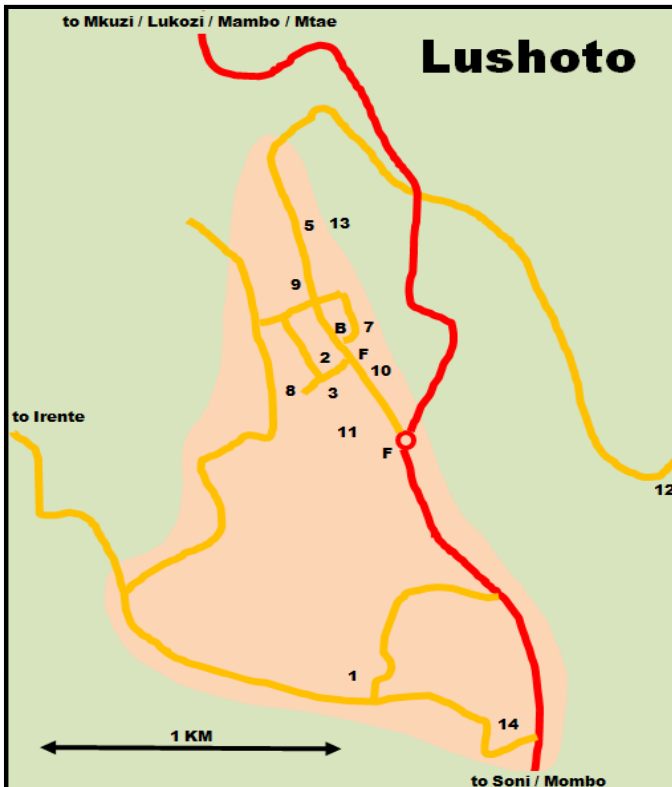 to Mkuzi / Lukozi / Mambo / Mtae
Lushoto
5 13
9
B 7
2 F
10
8 3
to Irente
11
F
12
1
14
1 KM
to Soni / Mombo